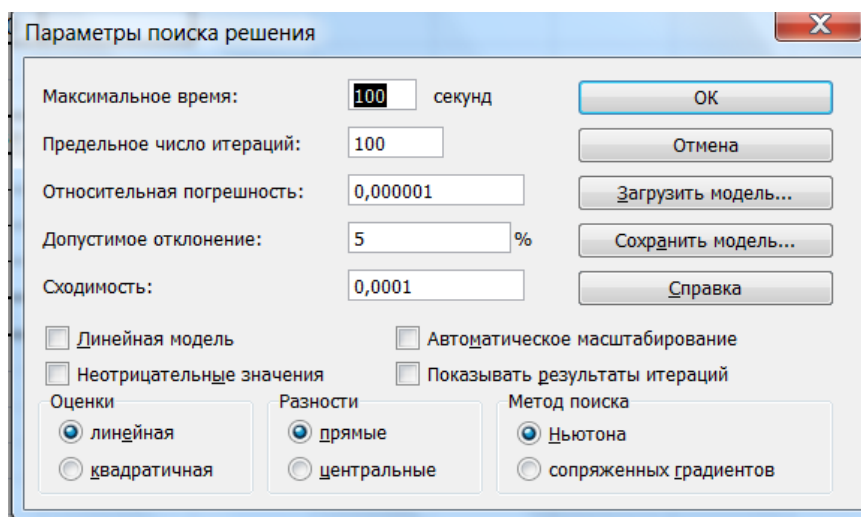 Параметры поиска решения
Максимальное время: 100 секунд
ОК
Предельное число итераций: 100
Отмена
Относительная погрешность: 0,000001
Загрузить модель...
Допустимое отклонение: 5 %
Сохранить модель...
Сходимость: 0,0001
Справка
Линейная модель
Автоматическое масштабирование
Неотрицательные значения
Показывать результаты итераций
Оценки
линейная
квадратичная
Разности
прямые
центральные
Метод поиска
Ньютона
сопряженных градиентов